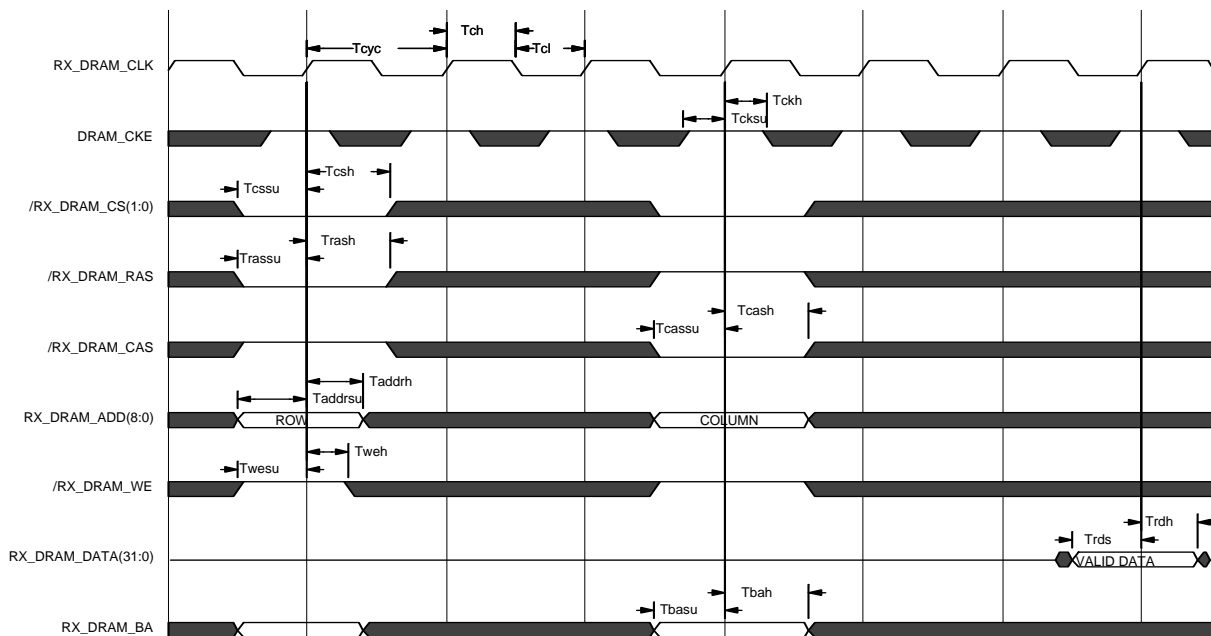 Tch
Tcyc
Tcl
RX_DRAM_CLK
Tckh
Tcksu
DRAM_CKE
Tcsh
Tcssu
/RX_DRAM_CS(1:0)
Trash
Trassu
/RX_DRAM_RAS
Tcash
Tcassu
/RX_DRAM_CAS
Taddrh
Taddrsu
RX_DRAM_ADD(8:0)
ROW
COLUMN
Tweh
Twesu
/RX_DRAM_WE
Trdh
Trds
RX_DRAM_DATA(31:0)
VALID DATA
Tbah
Tbasu
RX_DRAM_BA